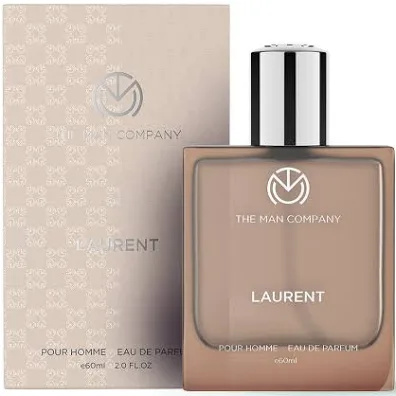 THE MAN COMPANY
LAURENT
POUR HOMME EAU DE PARFU
e60ml 2.0 FL.OZ
THE MAN COMPANY
LAURENT
POUR HOMME EAU DE PARFUM
e60ml